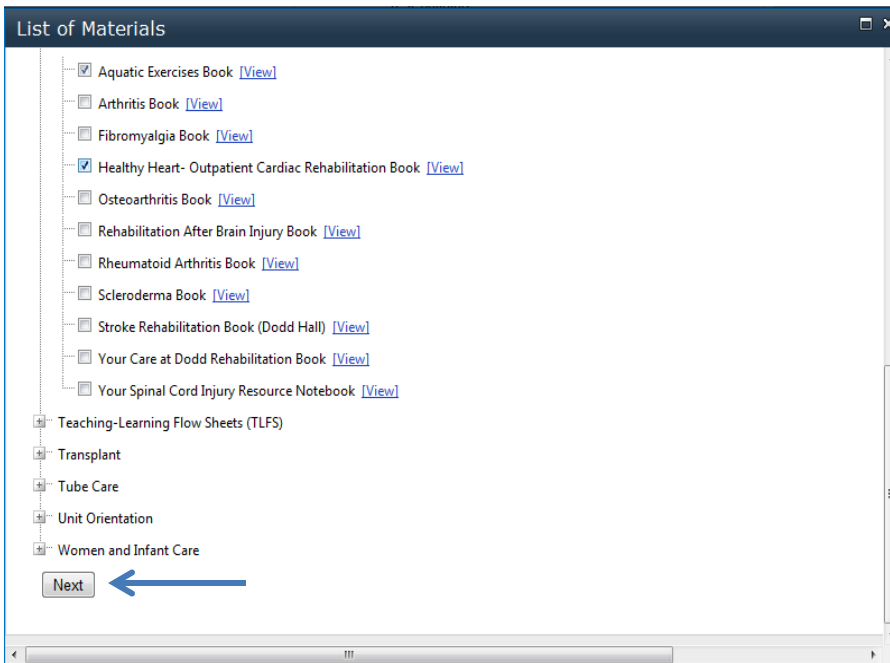 List of Materials
Aquatic Exercises Book [View]
Arthritis Book [View]
Fibromyalgia Book [View]
Healthy Heart- Outpatient Cardiac Rehabilitation Book [View]
Osteoarthritis Book [View]
Rehabilitation After Brain Injury Book [View]
Rheumatoid Arthritis Book [View]
Scleroderma Book [View]
Stroke Rehabilitation Book (Dodd Hall) [View]
Your Care at Dodd Rehabilitation Book [View]
Your Spinal Cord Injury Resource Notebook [View]
Teaching-Learning Flow Sheets (TLFS)
Transplant
Tube Care
Unit Orientation
Women and Infant Care
Next